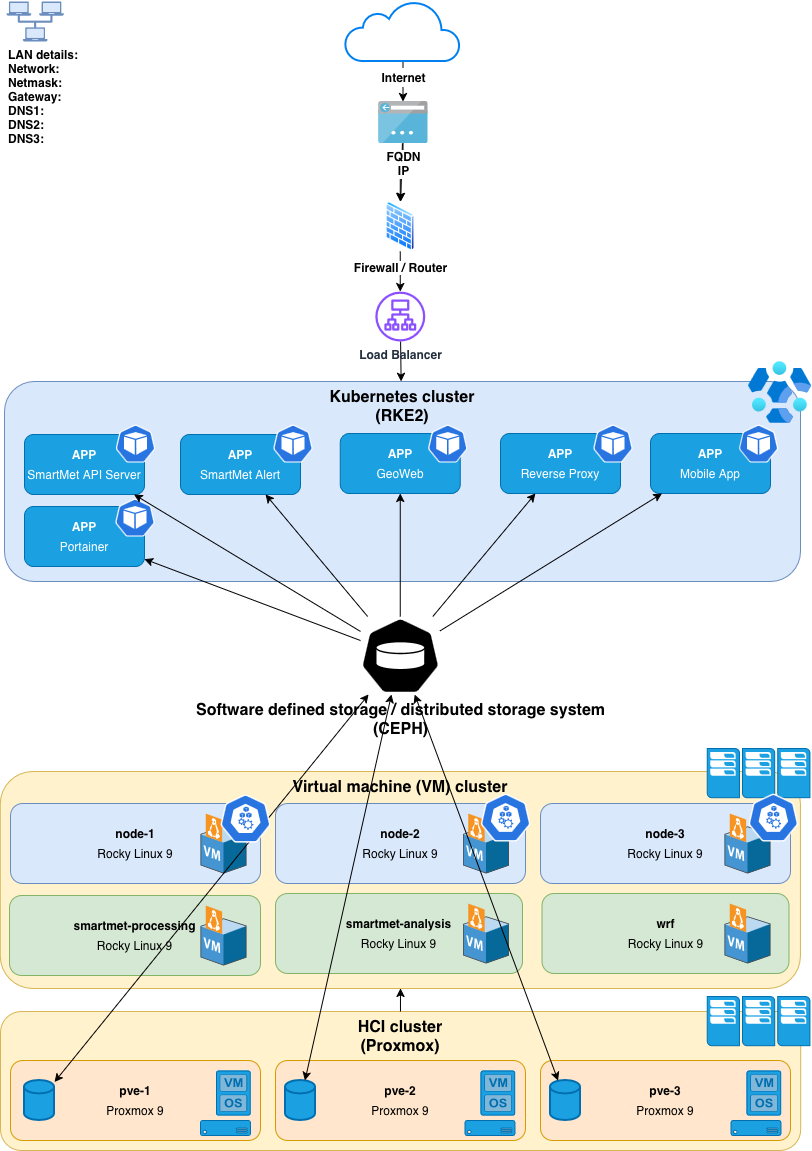 LAN details:
Network:
Netmask:
Gateway:
DNS1:
DNS2:
DNS3:
Internet
FQDN
IP
Firewall / Router
Load Balancer
Kubernetes cluster
(RKE2)
APP
SmartMet API Server
APP
SmartMet Alert
APP
GeoWeb
APP
Reverse Proxy
APP
Mobile App
APP
Portainer
Software defined storage / distributed storage system
(CEPH)
Virtual machine (VM) cluster
node-1
Rocky Linux 9
VM
node-2
Rocky Linux 9
VM
node-3
Rocky Linux 9
VM
smartmet-processing
Rocky Linux 9
VM
smartmet-analysis
Rocky Linux 9
VM
wrf
Rocky Linux 9
VM
HCI cluster
(Proxmox)
pve-1
Proxmox 9
VM
OS
pve-2
Proxmox 9
VM
OS
pve-3
Proxmox 9
VM
OS